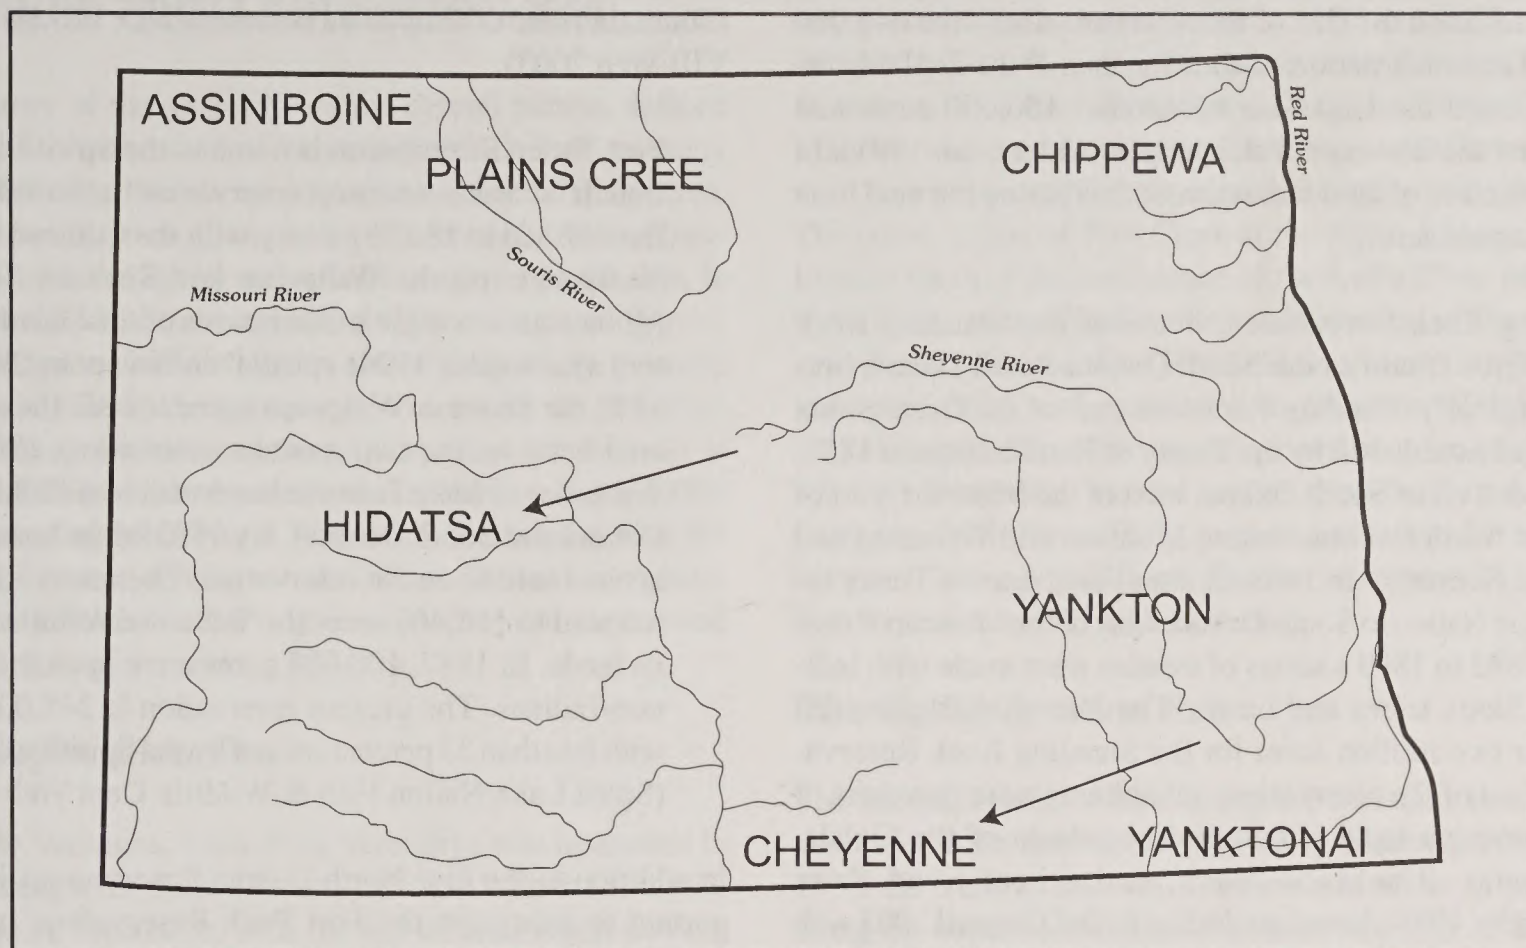 ASSINIBOINE
PLAINS CREE
CHIPPEWA
Red River
Souris River
Missouri River
Sheyenne River
HIDATSA
YANKTON
CHEYENNE
YANKTONAI